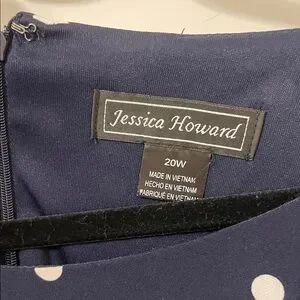 Jessica Howard
20W
MADE IN VIETNAM
HECHO EN VIETNAM
FABRIQUÉ EN VIETNAM